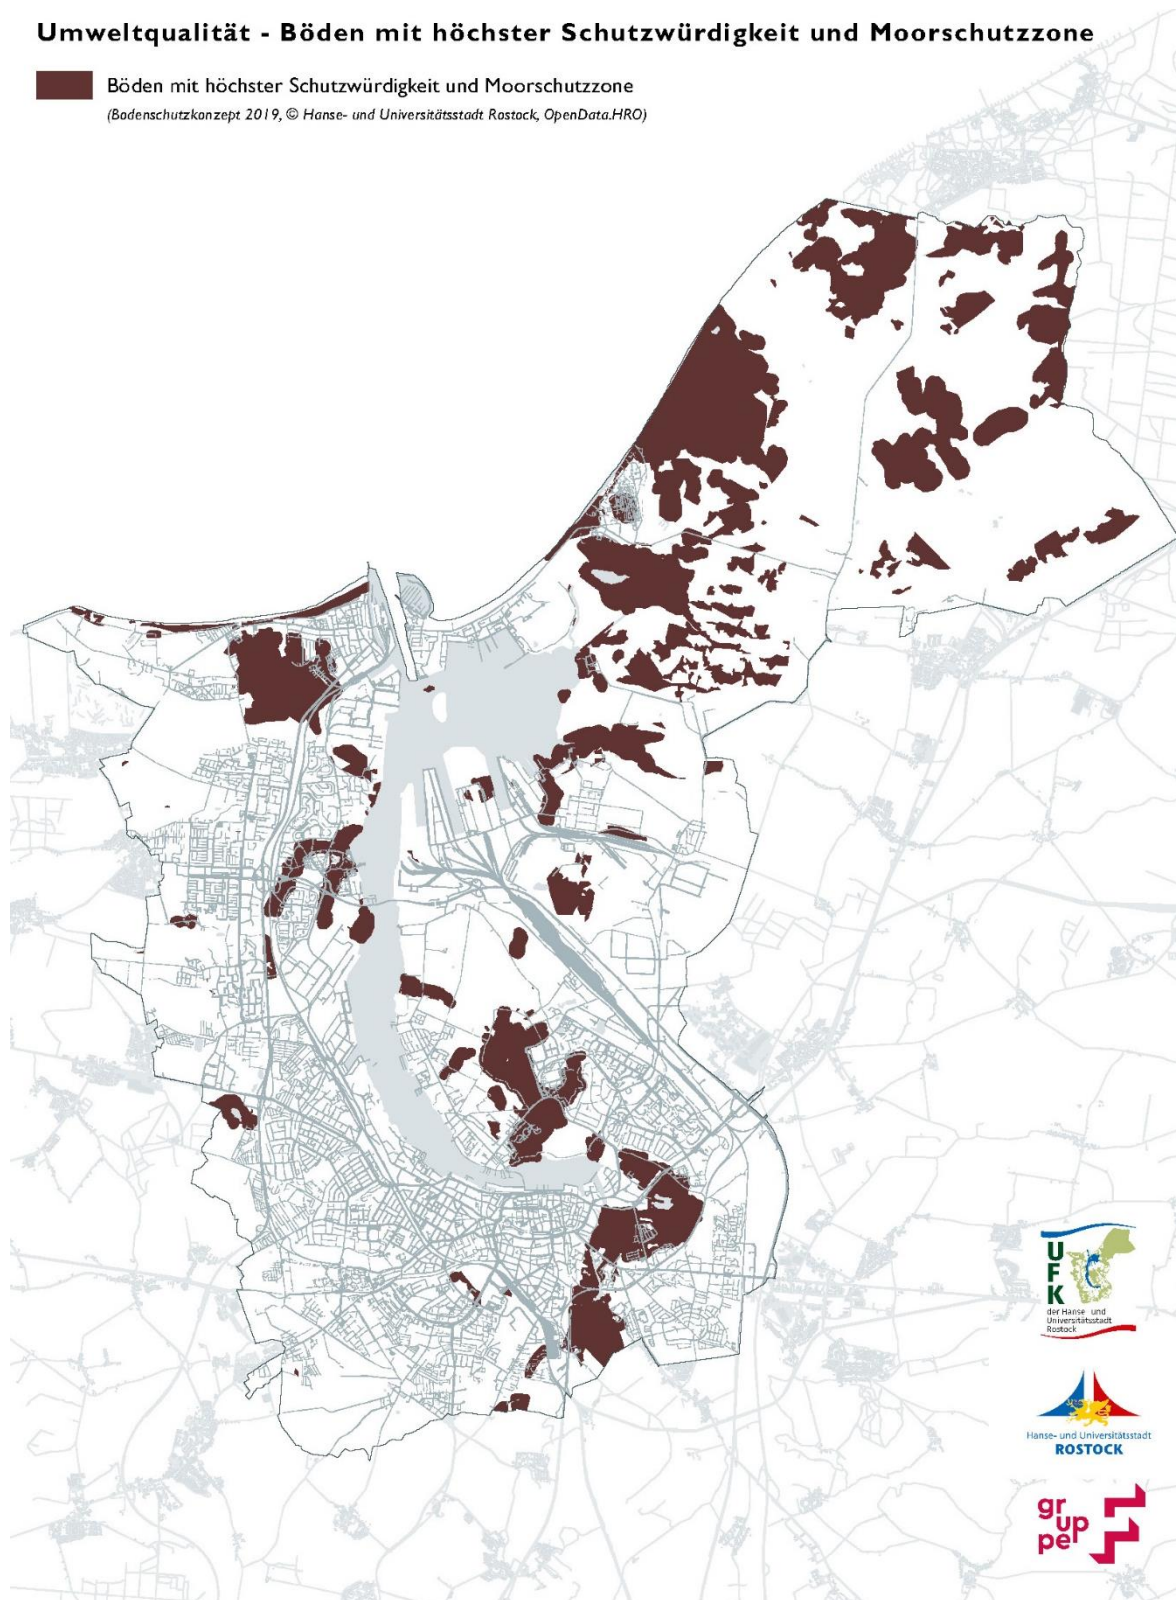 Umweltqualität - Böden mit höchster Schutzwürdigkeit und Moorschutzzone
Böden mit höchster Schutzwürdigkeit und Moorschutzzone
(Bodenschutzkonzept 2019, © Hanse- und Universitätsstadt Rostock, OpenData.HRO)
UFK
der Hanse- und
Universitätsstadt
Rostock
Hanse- und Universitätsstadt
ROSTOCK
gr
up
pe